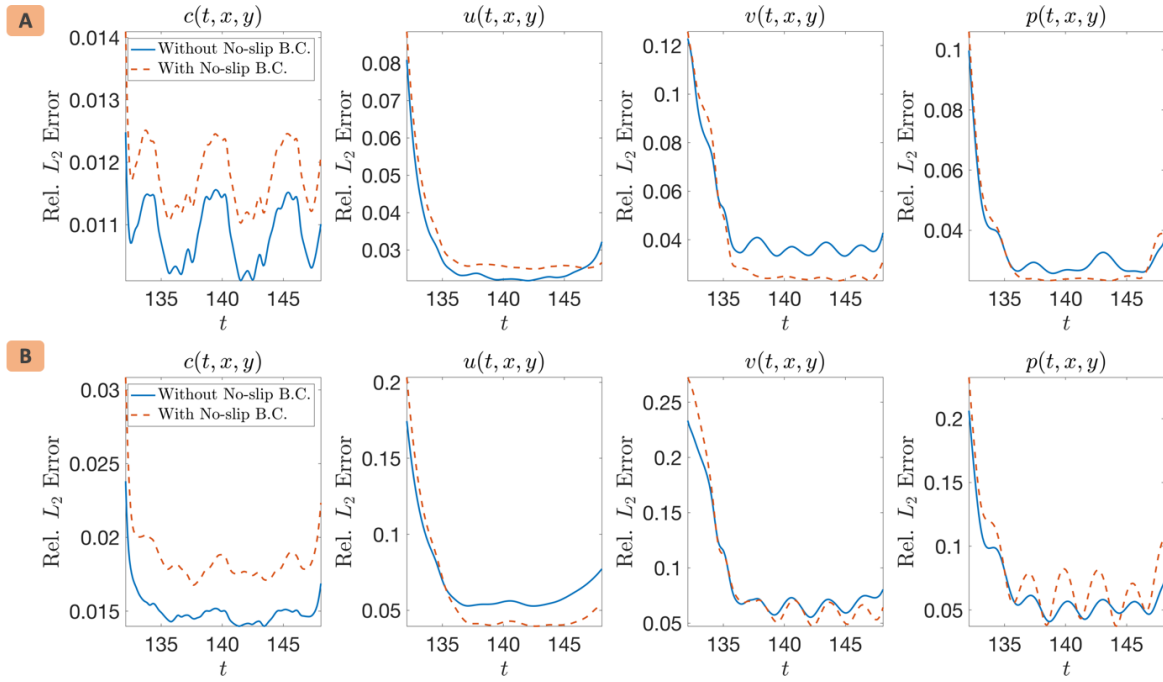 A
c(t, x, y)
u(t, x, y)
v(t, x, y)
p(t, x, y)
Rel. L₂ Error
0.014
0.013
0.012
0.011
Without No-slip B.C.
With No-slip B.C.
135 140 145
t
Rel. L₂ Error
0.08
0.07
0.06
0.05
0.04
0.03
135 140 145
t
Rel. L₂ Error
0.12
0.1
0.08
0.06
0.04
135 140 145
t
Rel. L₂ Error
0.1
0.08
0.06
0.04
135 140 145
t
B
c(t, x, y)
u(t, x, y)
v(t, x, y)
p(t, x, y)
Rel. L₂ Error
0.03
0.025
0.02
0.015
Without No-slip B.C.
With No-slip B.C.
135 140 145
t
Rel. L₂ Error
0.2
0.15
0.1
0.05
135 140 145
t
Rel. L₂ Error
0.25
0.2
0.15
0.1
0.05
135 140 145
t
Rel. L₂ Error
0.2
0.15
0.1
0.05
135 140 145
t